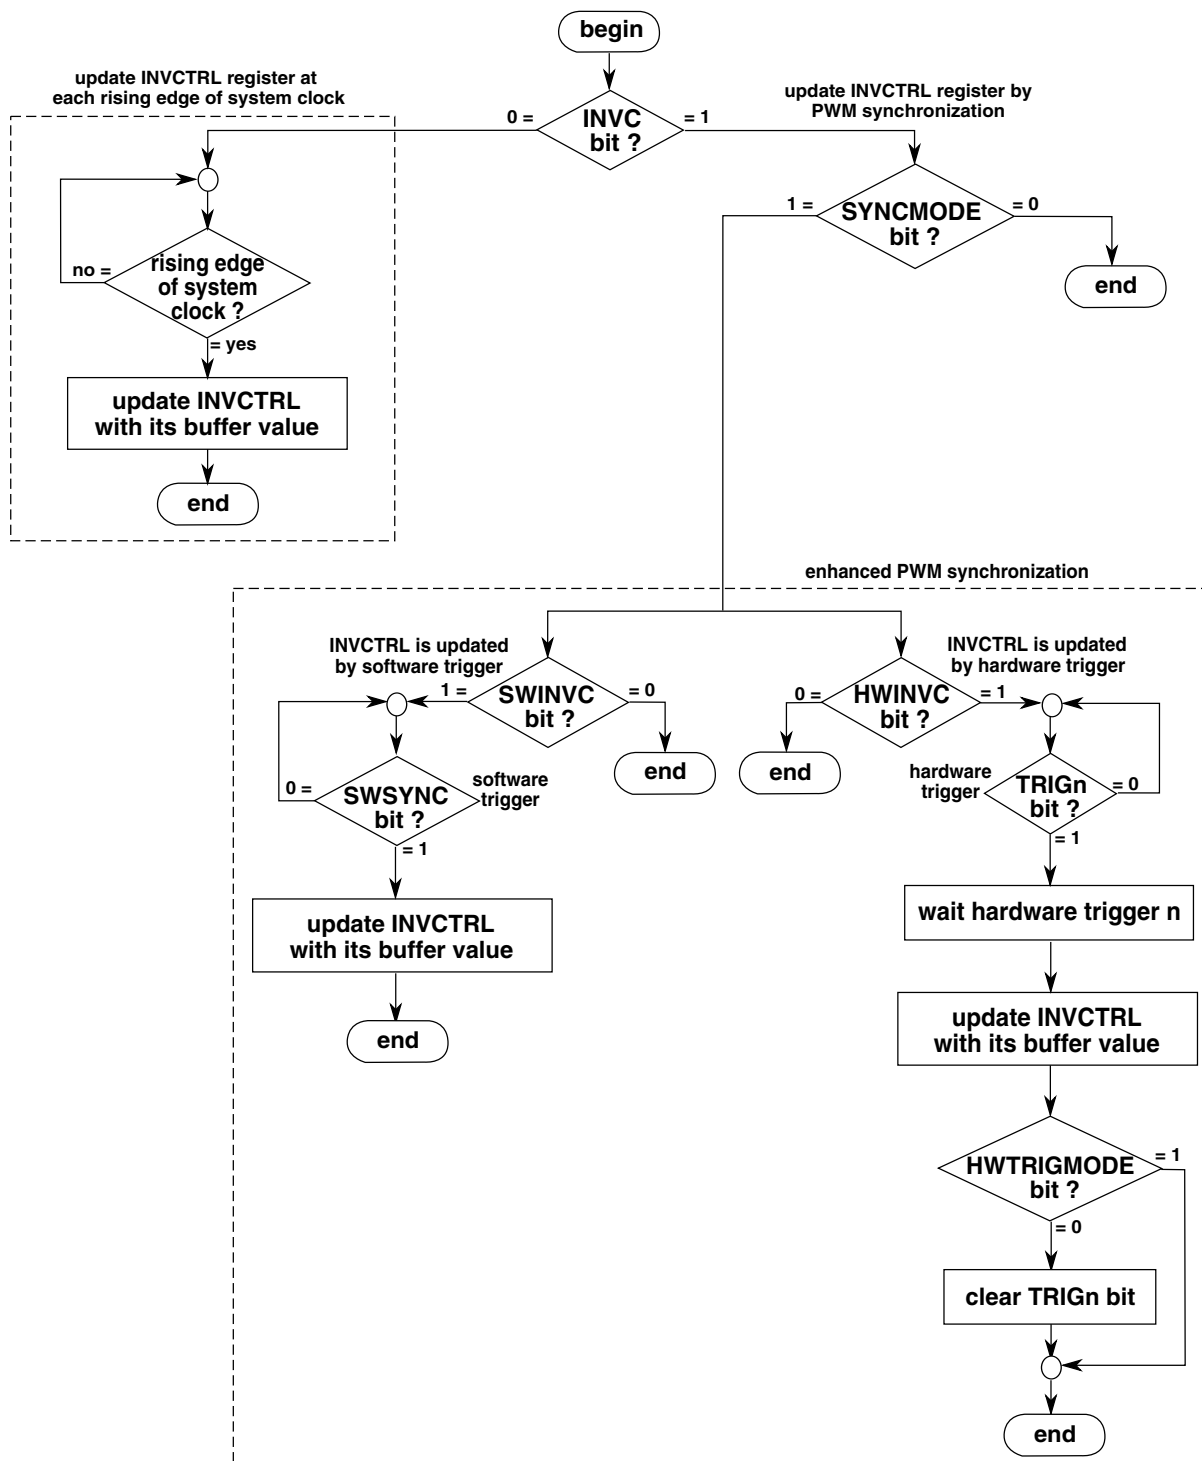 begin
update INVCTRL register at
each rising edge of system clock
update INVCTRL register by
PWM synchronization
0 =
INVC
bit ?
= 1
1 =
SYNCMODE
bit ?
= 0
end
no =
rising edge
of system
clock ?
= yes
update INVCTRL
with its buffer value
end
enhanced PWM synchronization
INVCTRL is updated
by software trigger
INVCTRL is updated
by hardware trigger
1 =
SWINVC
bit ?
= 0
0 =
HWINVC
bit ?
= 1
end
end
0 =
SWSYNC
bit ?
software
trigger
= 1
hardware
trigger
TRIGn
bit ?
= 0
= 1
update INVCTRL
with its buffer value
end
wait hardware trigger n
update INVCTRL
with its buffer value
HWTRIGMODE
bit ?
= 1
= 0
clear TRIGn bit
end